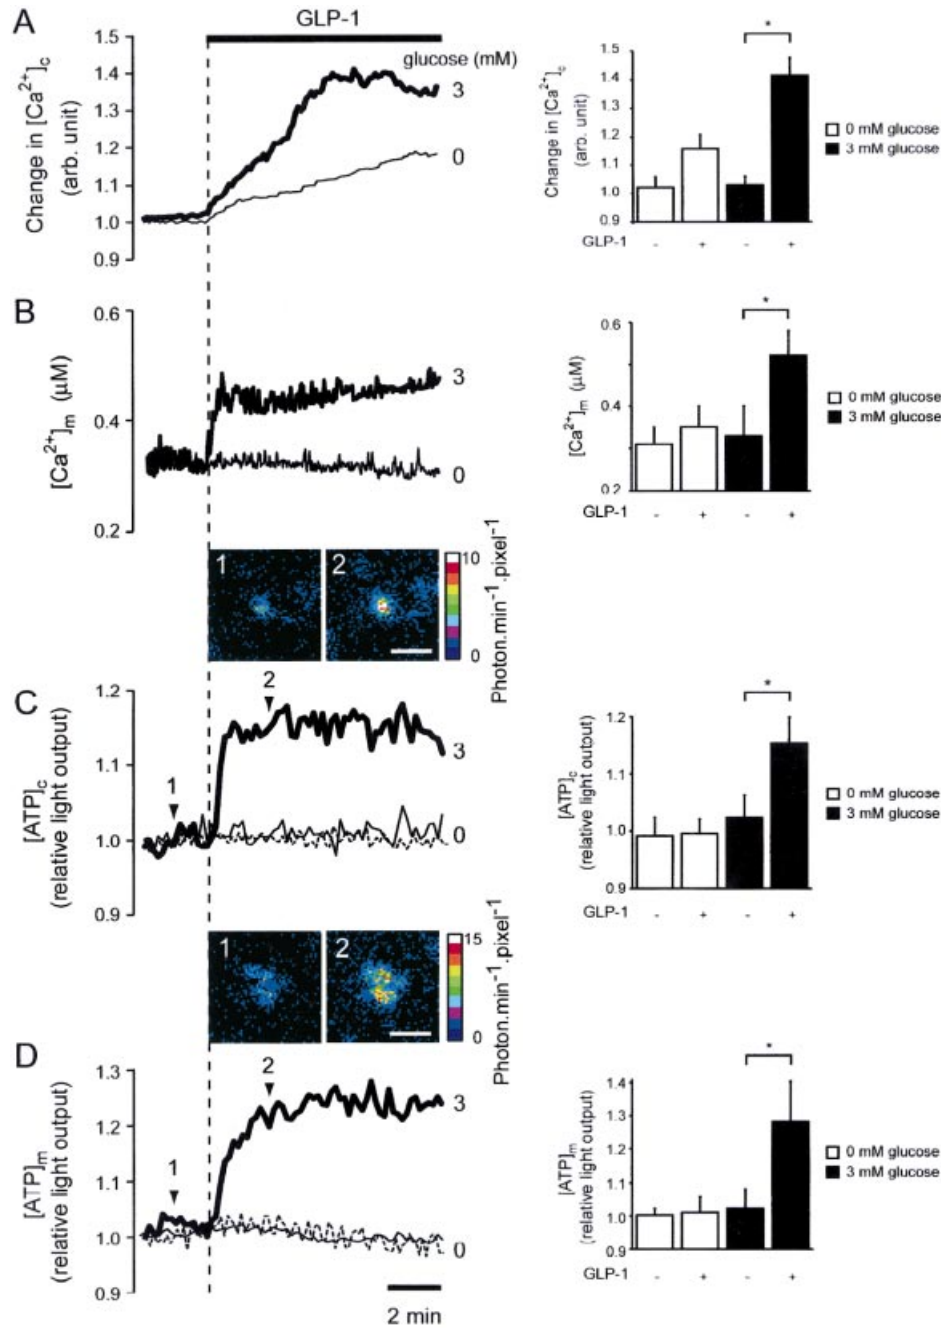 A
GLP-1
glucose (mM)
Change in [Ca2+]c
(arb. unit)
1.5
1.4
1.3
1.2
1.1
1.0
0.9
3
0
Change in [Ca2+]c
(arb. unit)
1.5
1.4
1.3
1.2
1.1
1.0
0.9
*
GLP-1 - + - +
0 mM glucose
3 mM glucose
B
[Ca2+]m (μM)
0.6
0.4
0.2
3
0
[Ca2+]m (μM)
0.6
0.4
0.2
*
GLP-1 - + - +
0 mM glucose
3 mM glucose
1
2
10
0
Photon.min-1.pixel-1
C
[ATP]c
(relative light output)
1.2
1.1
1.0
0.9
1
2
3
0
[ATP]c
(relative light output)
1.2
1.1
1.0
0.9
*
GLP-1 - + - +
0 mM glucose
3 mM glucose
1
2
15
0
Photon.min-1.pixel-1
D
[ATP]m
(relative light output)
1.3
1.2
1.1
1.0
0.9
1
2
3
0
2 min
[ATP]m
(relative light output)
1.4
1.3
1.2
1.1
1.0
0.9
*
GLP-1 - + - +
0 mM glucose
3 mM glucose